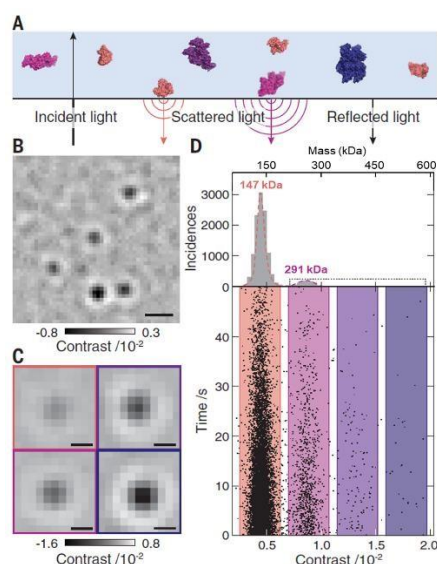 A
Incident light Scattered light Reflected light
B
-0.8 0.3
Contrast /10-2
C
-1.6 0.8
Contrast /10-2
D
Mass (kDa)
150 300 450 600
147 kDa
291 kDa
Incidences
3000
2000
1000
0
Time /s
40
30
20
10
0
0.5 1.0 1.5 2.0
Contrast /10-2